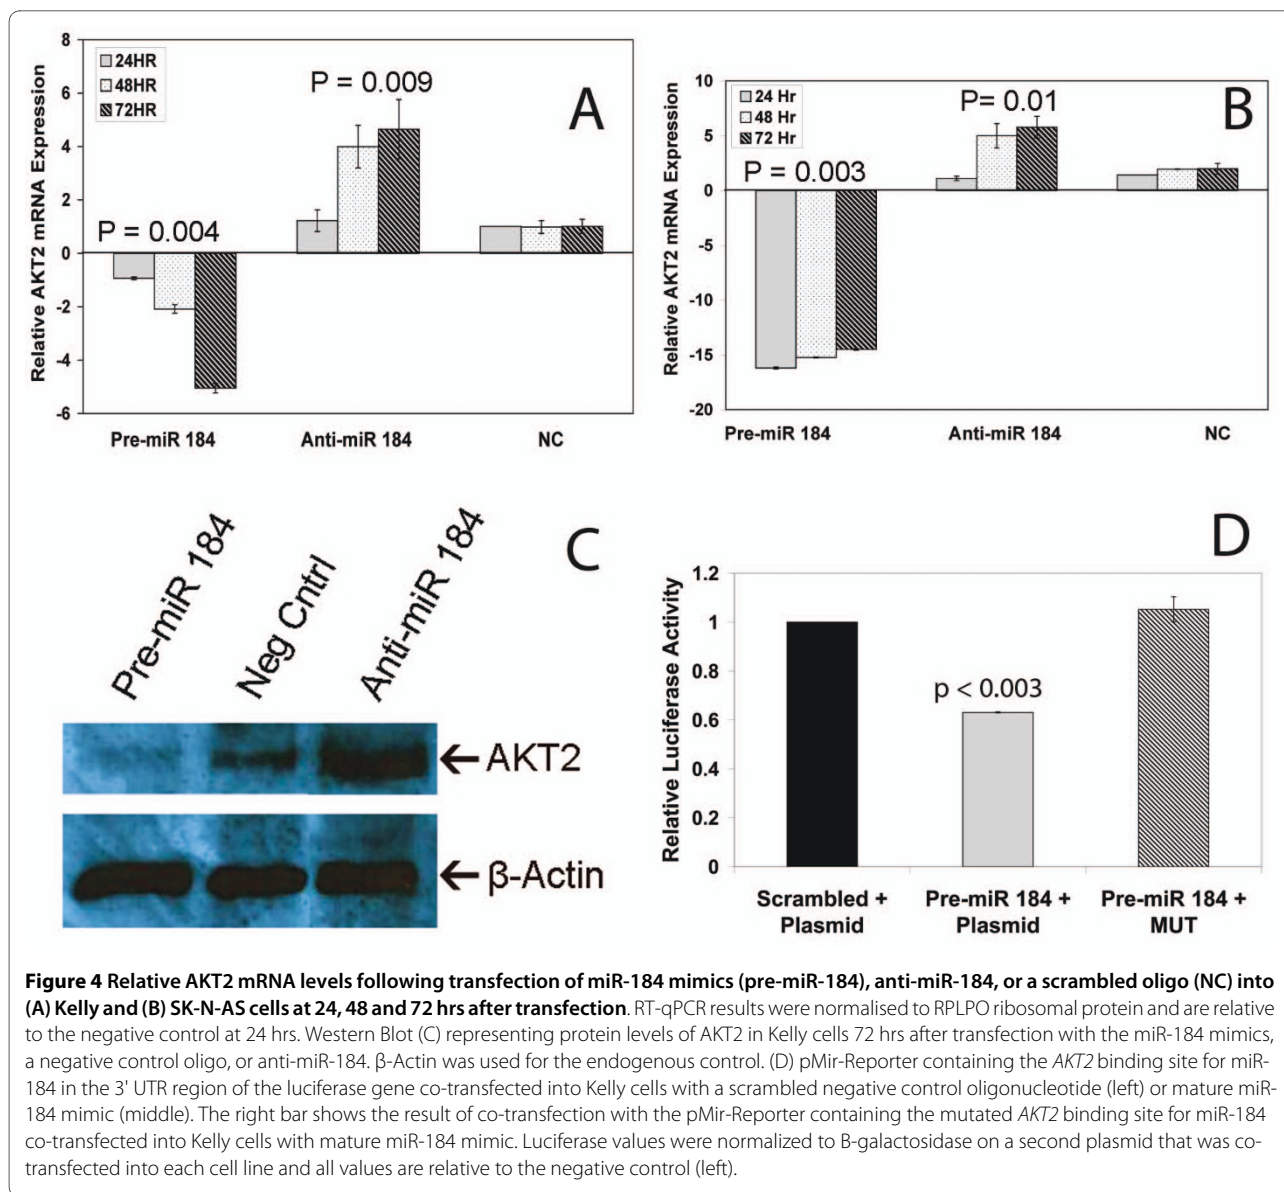 8
6
4
2
0
-2
-4
-6
Relative AKT2 mRNA Expression
24HR
48HR
72HR
P = 0.009
P = 0.004
A
Pre-miR 184
Anti-miR 184
NC
10
5
0
-5
-10
-15
-20
Relative AKT2 mRNA Expression
24 Hr
48 Hr
72 Hr
P= 0.01
P = 0.003
B
Pre-miR 184
Anti-miR 184
NC
Pre-miR 184
Neg Cntrl
Anti-miR 184
C
AKT2
β-Actin
D
1.2
1
0.8
0.6
0.4
0.2
0
Relative Luciferase Activity
p < 0.003
Scrambled +
Plasmid
Pre-miR 184 +
Plasmid
Pre-miR 184 +
MUT
Figure 4 Relative AKT2 mRNA levels following transfection of miR-184 mimics (pre-miR-184), anti-miR-184, or a scrambled oligo (NC) into
(A) Kelly and (B) SK-N-AS cells at 24, 48 and 72 hrs after transfection. RT-qPCR results were normalised to RPLPO ribosomal protein and are relative
to the negative control at 24 hrs. Western Blot (C) representing protein levels of AKT2 in Kelly cells 72 hrs after transfection with the miR-184 mimics,
a negative control oligo, or anti-miR-184. β-Actin was used for the endogenous control. (D) pMir-Reporter containing the AKT2 binding site for miR-
184 in the 3' UTR region of the luciferase gene co-transfected into Kelly cells with a scrambled negative control oligonucleotide (left) or mature miR-
184 mimic (middle). The right bar shows the result of co-transfection with the pMir-Reporter containing the mutated AKT2 binding site for miR-184
co-transfected into Kelly cells with mature miR-184 mimic. Luciferase values were normalized to B-galactosidase on a second plasmid that was co-
transfected into each cell line and all values are relative to the negative control (left).